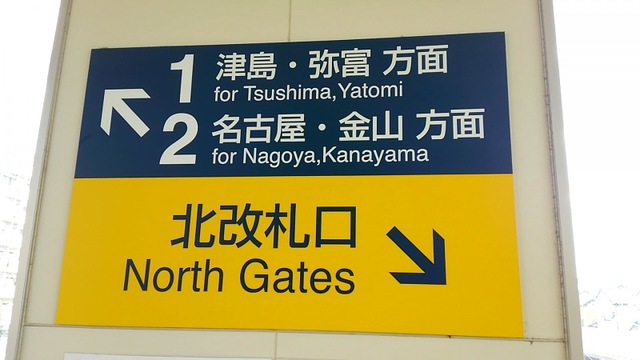 1 津島・弥富 方面
for Tsushima,Yatomi
2 名古屋・金山 方面
for Nagoya,Kanayama
北改札口
North Gates